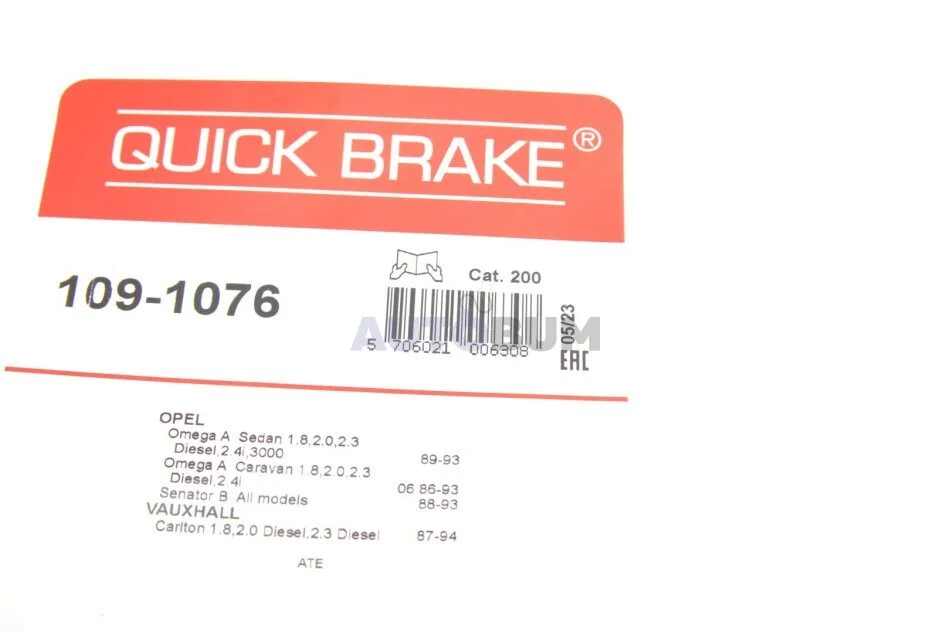 QUICK BRAKE®
109-1076
Cat. 200
AUTOBUM
5 706021 006308
05/23
EAC
OPEL
Omega A Sedan 1.8,2.0,2.3
Diesel,2.4i,3000 89-93
Omega A Caravan 1.8,2.0,2.3
Diesel,2.4i 06.86-93
Senator B All models 88-93
VAUXHALL
Carlton 1.8,2.0 Diesel,2.3 Diesel 87-94
ATE